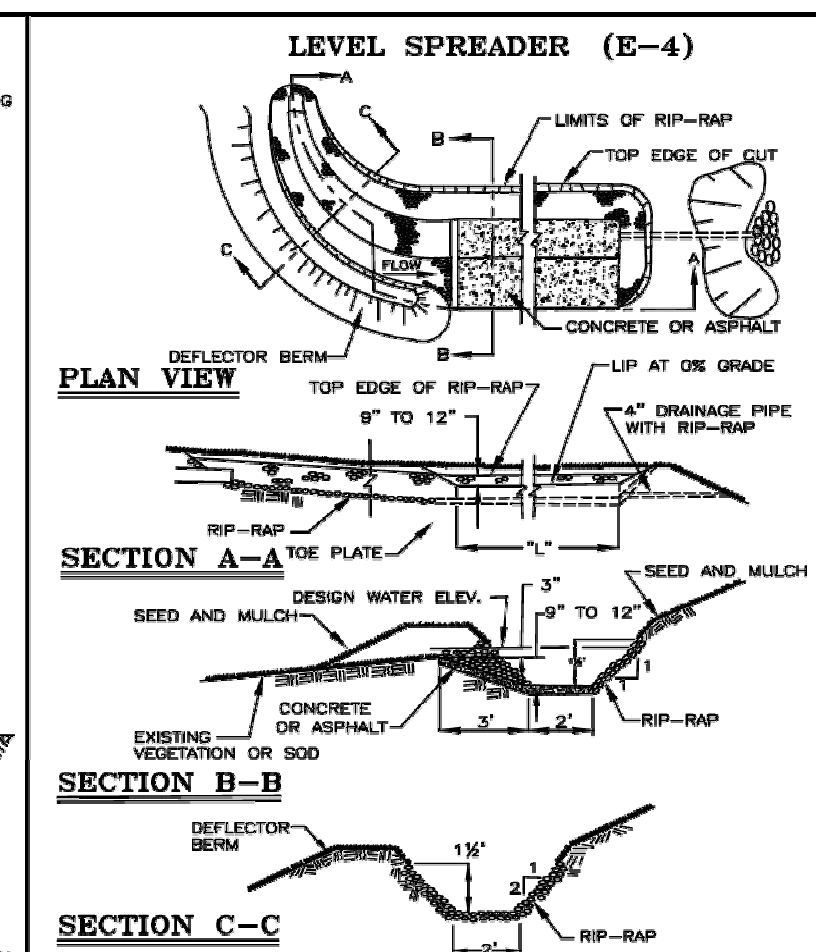 LEVEL SPREADER (E-4)
G
A
C
B
LIMITS OF RIP-RAP
TOP EDGE OF CUT
C
FLOW
A
CONCRETE OR ASPHALT
DEFLECTOR BERM
B
PLAN VIEW
LIP AT 0% GRADE
TOP EDGE OF RIP-RAP
9" TO 12"
4" DRAINAGE PIPE
WITH RIP-RAP
RIP-RAP
SECTION A-A
TOE PLATE
"L"
3"
SEED AND MULCH
DESIGN WATER ELEV.
9" TO 12"
SEED AND MULCH
1
1
CONCRETE
OR ASPHALT
3'
2'
RIP-RAP
EXISTING
VEGETATION OR SOD
SECTION B-B
DEFLECTOR
BERM
1½'
1
2
SECTION C-C
RIP-RAP
2'